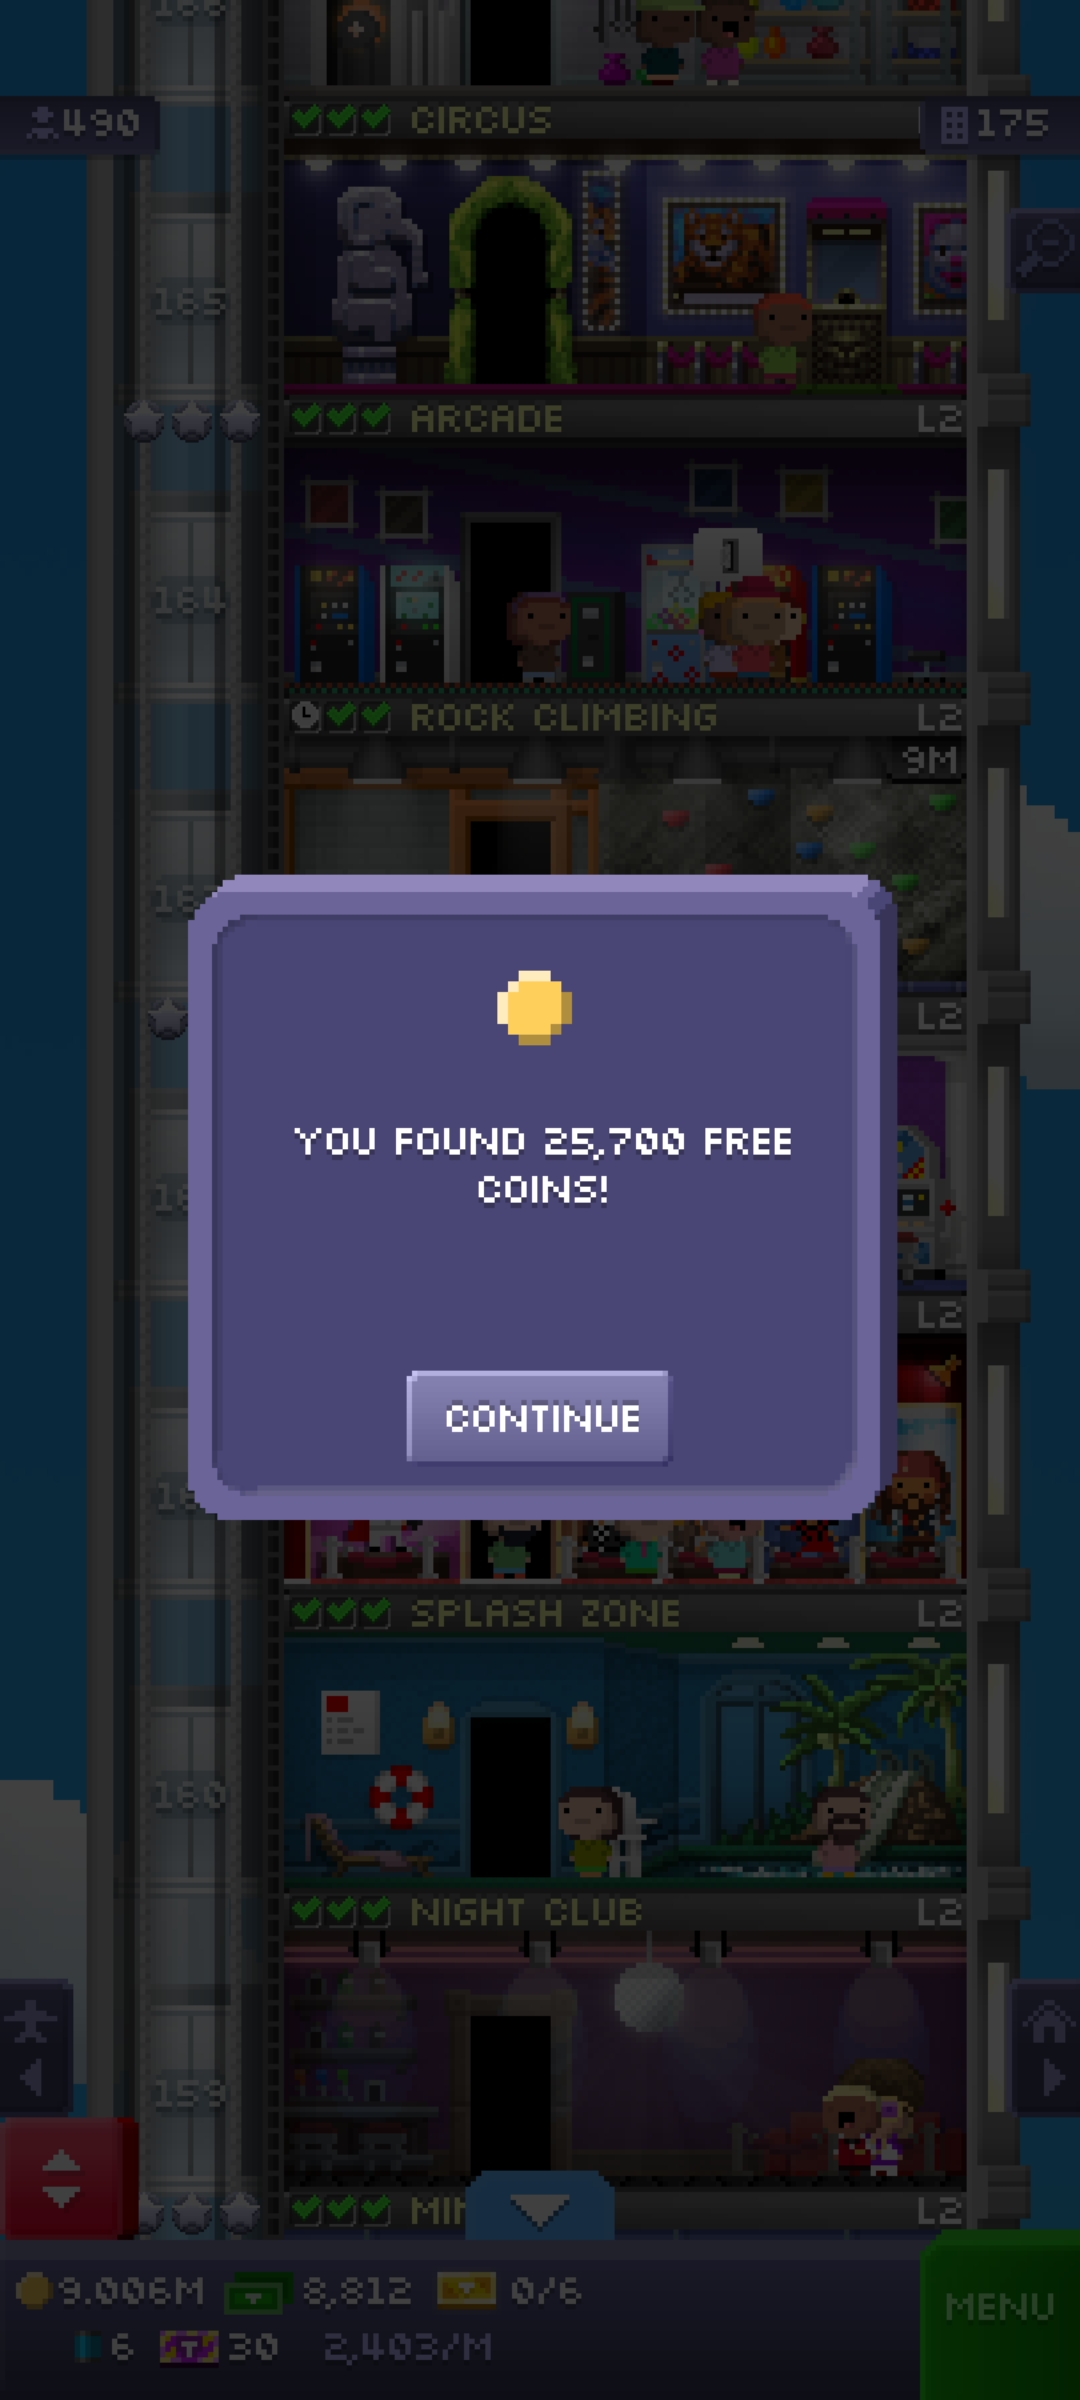 490
CIRCUS
175
165
ARCADE
L2
164
ROCK CLIMBING
L2
9M
L2
YOU FOUND 25,700 FREE
COINS!
L2
CONTINUE
SPLASH ZONE
L2
160
NIGHT CLUB
L2
159
L2
9.006M
8,812
0/6
MENU
6
T
30
2,403/M